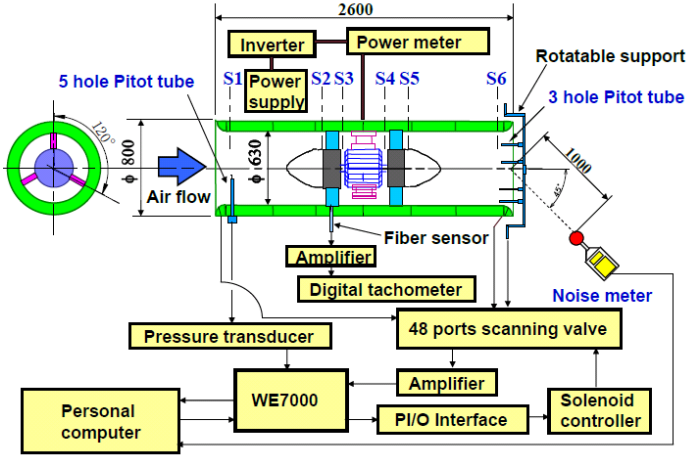 2600
Inverter
Power meter
Rotatable support
5 hole Pitot tube
S1
Power
supply
S2
S3
S4
S5
S6
3 hole Pitot tube
120°
ϕ 800
Air flow
ϕ 630
1000
45°
Fiber sensor
Amplifier
Digital tachometer
Noise meter
Pressure transducer
48 ports scanning valve
Amplifier
WE7000
Personal
computer
PI/O Interface
Solenoid
controller